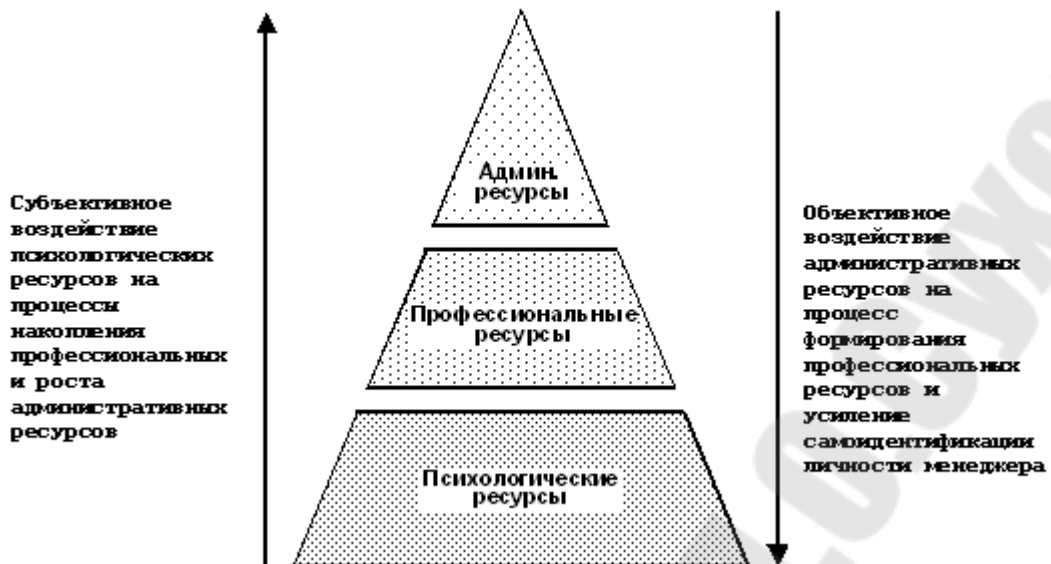 Админ.
ресурсы
Субъективное
воздействие
психологических
ресурсов на
процессы
накопления
профессиональных
и роста
административных
ресурсов
Профессиональные
ресурсы
Объективное
воздействие
административных
ресурсов на
процесс
формирования
профессиональных
ресурсов и
усиление
самоидентификации
личности менеджера
Психологические
ресурсы